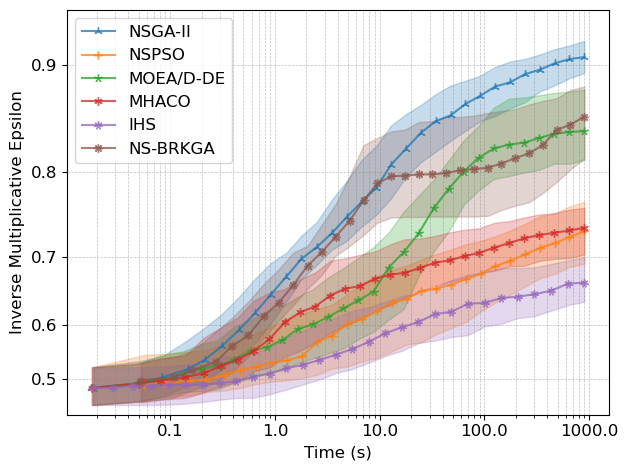 NSGA-II
NSPSO
MOEA/D-DE
MHACO
IHS
NS-BRKGA
Inverse Multiplicative Epsilon
0.9
0.8
0.7
0.6
0.5
0.1 1.0 10.0 100.0 1000.0
Time (s)